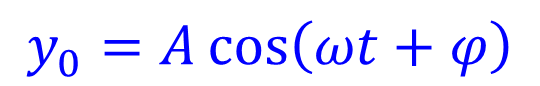 y₀ = A cos(ωt + φ)